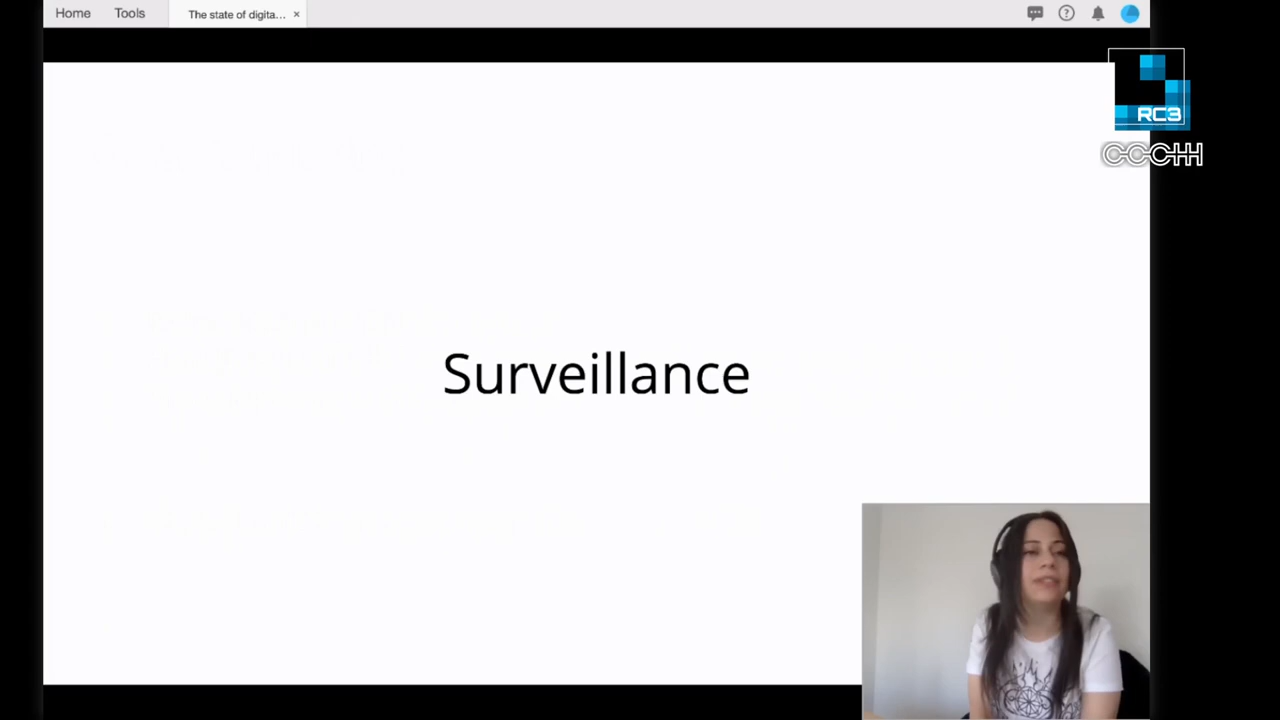 Home Tools The state of digita... ×
RC3
CCCHH
Surveillance